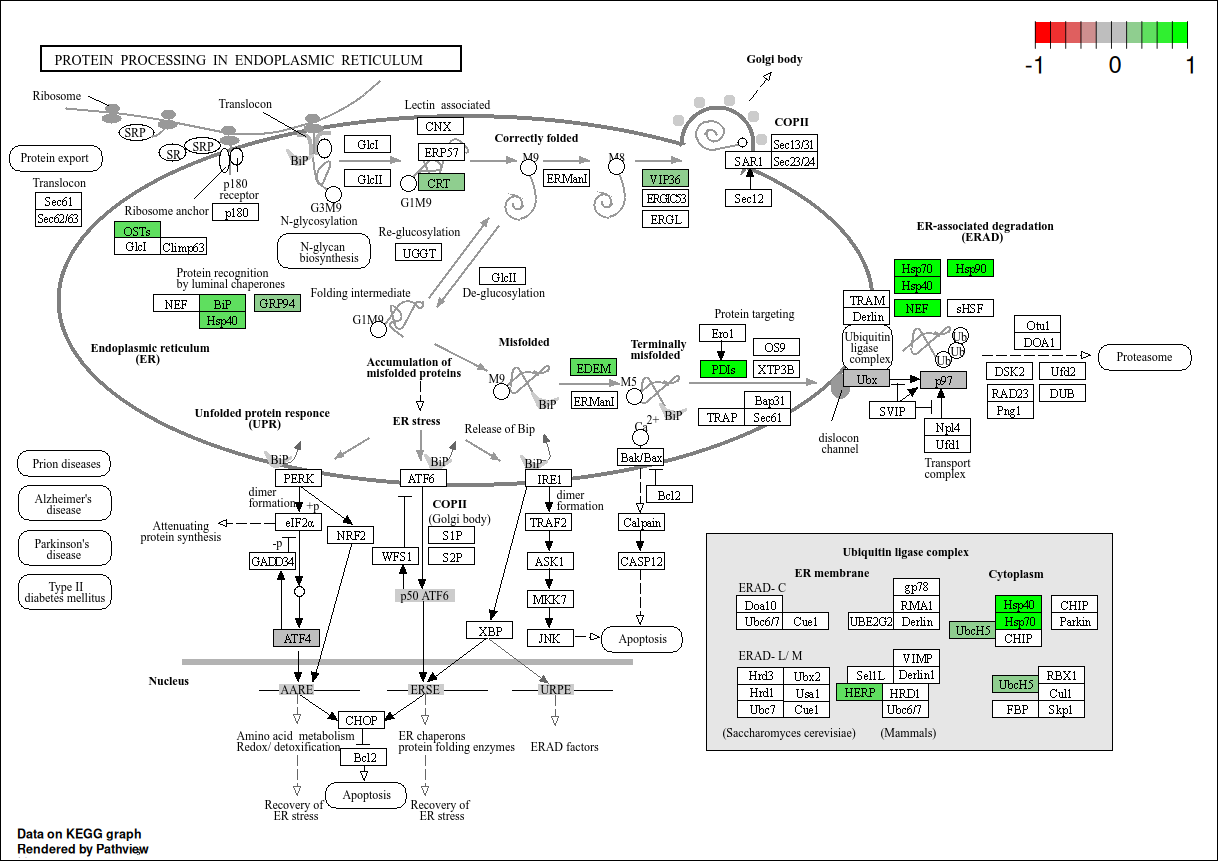 PROTEIN PROCESSING IN ENDOPLASMIC RETICULUM
-1 0 1
Golgi body
Ribosome
SRP
SR
SRP
Translocon
BiP
GlcI
GlcII
G3M9
N-glycosylation
Lectin associated
CNX
ERP57
CRT
G1M9
Correctly folded
M9
ERManI
M8
VIP36
ERGIC53
ERGL
COPII
Sec13/31
SAR1
Sec23/24
Sec12
Protein export
Translocon
Sec61
Sec62/63
p180
receptor
p180
Ribosome anchor
OSTs
GlcI
Climp63
N-glycan
biosynthesis
Re-glucosylation
UGGT
GlcII
De-glucosylation
Protein recognition
by luminal chaperones
NEF
BiP
GRP94
Hsp40
Folding intermediate
G1M9
Endoplasmic reticulum
(ER)
Accumulation of
misfolded proteins
ER stress
Misfolded
M9
BiP
EDEM
ERManI
Terminally
misfolded
M5
BiP
Protein targeting
Ero1
PDIs
OS9
XTP3B
Bap31
TRAP
Sec61
ER-associated degradation
(ERAD)
Hsp70
Hsp90
Hsp40
NEF
sHSF
TRAM
Derlin
Ubiquitin
ligase
complex
Ub
Ub
Ub
Ubx
p97
SVIP
Npl4
Ufd1
Transport
complex
dislocon
channel
Otu1
DOA1
DSK2
Ufd2
RAD23
DUB
Png1
Proteasome
Unfolded protein responce
(UPR)
BiP
PERK
BiP
ATF6
Release of Bip
BiP
IRE1
Ca2+
Bak/Bax
Bcl2
Calpain
CASP12
Apoptosis
Prion diseases
Alzheimer's
disease
Parkinson's
disease
Type II
diabetes mellitus
dimer
formation
+p
eIF2α
Attenuating
protein synthesis
-p
GADD34
NRF2
ATF4
COPII
(Golgi body)
S1P
S2P
WFS1
p50 ATF6
dimer
formation
TRAF2
ASK1
MKK7
JNK
XBP
Nucleus
AARE
ERSE
URPE
CHOP
Bcl2
Apoptosis
Amino acid metabolism
Redox/ detoxification
ER chaperons
protein folding enzymes
ERAD factors
Recovery of
ER stress
Recovery of
ER stress
Ubiquitin ligase complex
ER membrane
Cytoplasm
ERAD- C
Doa10
Ubc6/7
Cue1
gp78
RMA1
UBE2G2
Derlin
Hsp40
UbcH5
Hsp70
CHIP
CHIP
Parkin
ERAD- L/ M
Hrd3
Ubx2
Hrd1
Usa1
Ubc7
Cue1
VIMP
Sel1L
Derlin1
HERP
HRD1
Ubc6/7
UbcH5
RBX1
Cul1
FBP
Skp1
(Saccharomyces cerevisiae)
(Mammals)
Data on KEGG graph
Rendered by Pathview